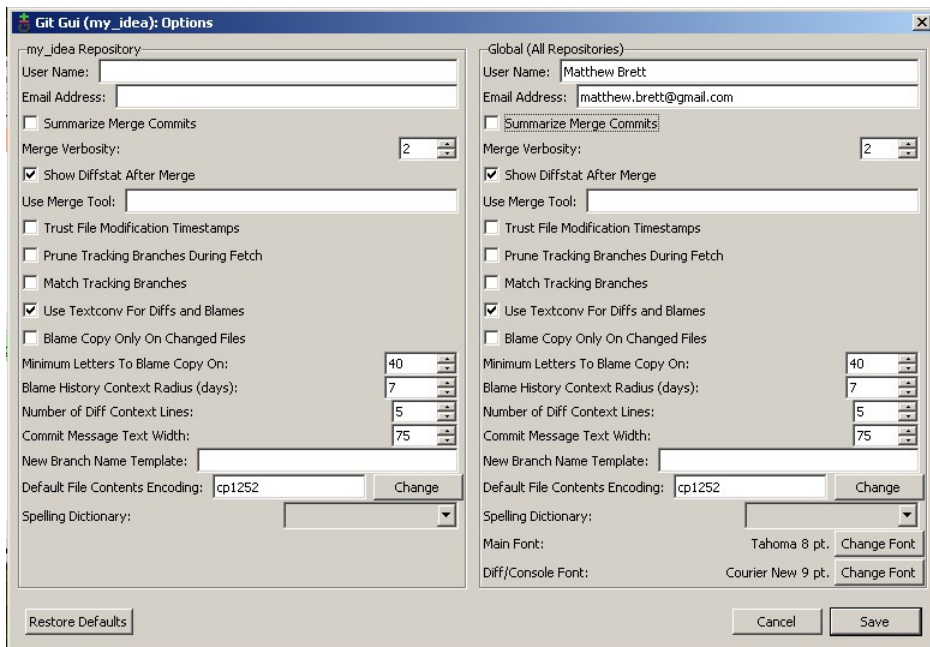 Git Gui (my_idea): Options
my_idea Repository
User Name:
Email Address:
Summarize Merge Commits
Merge Verbosity: 2
Show Diffstat After Merge
Use Merge Tool:
Trust File Modification Timestamps
Prune Tracking Branches During Fetch
Match Tracking Branches
Use Textconv For Diffs and Blames
Blame Copy Only On Changed Files
Minimum Letters To Blame Copy On: 40
Blame History Context Radius (days): 7
Number of Diff Context Lines: 5
Commit Message Text Width: 75
New Branch Name Template:
Default File Contents Encoding: cp1252 Change
Spelling Dictionary:
Global (All Repositories)
User Name: Matthew Brett
Email Address: matthew.brett@gmail.com
Summarize Merge Commits
Merge Verbosity: 2
Show Diffstat After Merge
Use Merge Tool:
Trust File Modification Timestamps
Prune Tracking Branches During Fetch
Match Tracking Branches
Use Textconv For Diffs and Blames
Blame Copy Only On Changed Files
Minimum Letters To Blame Copy On: 40
Blame History Context Radius (days): 7
Number of Diff Context Lines: 5
Commit Message Text Width: 75
New Branch Name Template:
Default File Contents Encoding: cp1252 Change
Spelling Dictionary:
Main Font: Tahoma 8 pt. Change Font
Diff/Console Font: Courier New 9 pt. Change Font
Restore Defaults Cancel Save